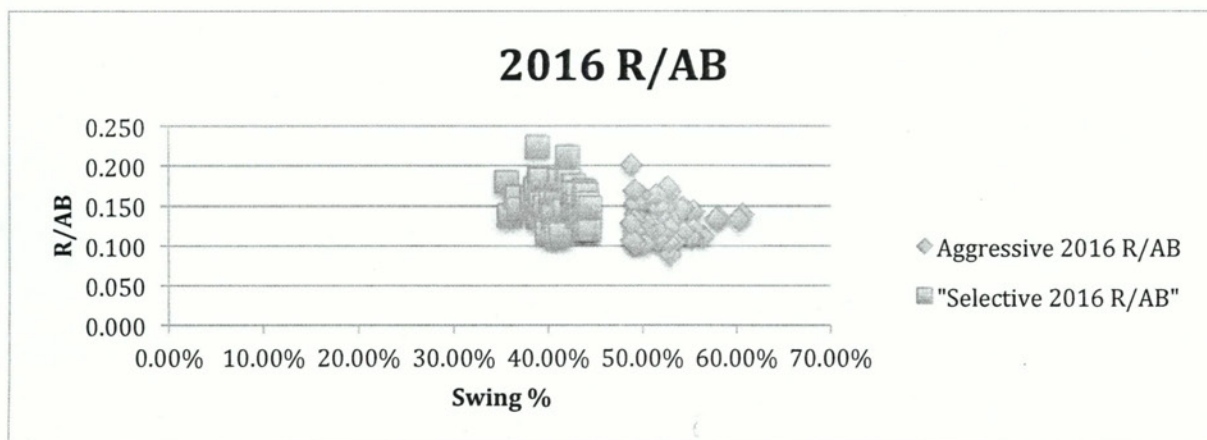 2016 R/AB
0.250
0.200
0.150
0.100
0.050
0.000
R/AB
0.00% 10.00% 20.00% 30.00% 40.00% 50.00% 60.00% 70.00%
Swing %
Aggressive 2016 R/AB
"Selective 2016 R/AB"